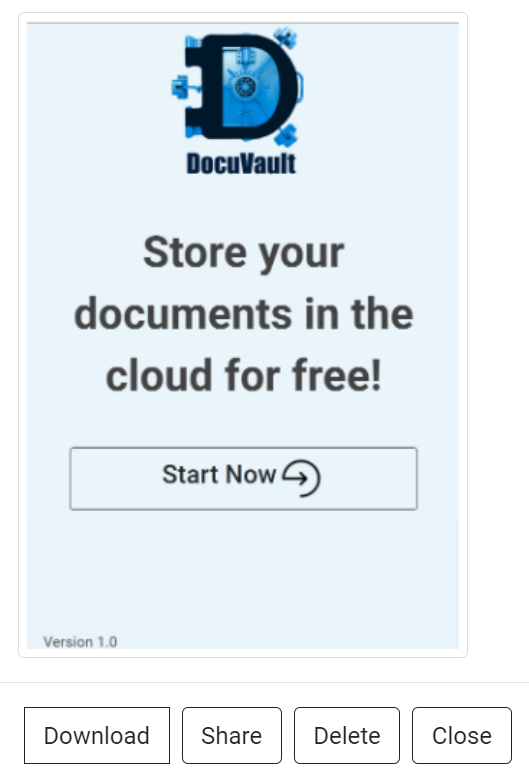 DocuVault
Store your
documents in the
cloud for free!
Start Now
Version 1.0
Download Share Delete Close